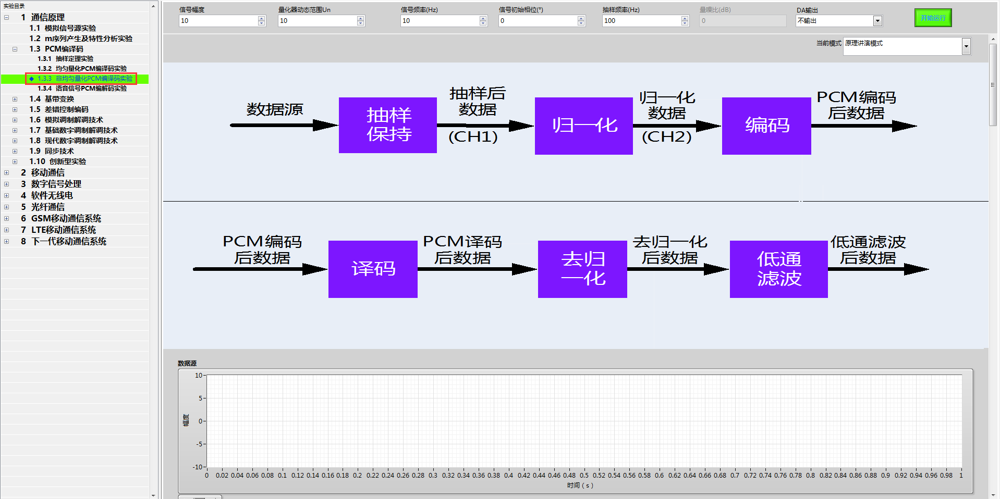 实验目录
1 通信原理
1.1 模拟信号源实验
1.2 m序列产生及特性分析实验
1.3 PCM编译码
1.3.1 抽样定理实验
1.3.2 均匀量化PCM编译码实验
1.3.3 非均匀量化PCM编译码实验
1.3.4 语音信号PCM编解码实验
1.4 基带变换
1.5 差错控制编码
1.6 模拟调制解调技术
1.7 基础数字调制解调技术
1.8 现代数字调制解调技术
1.9 同步技术
1.10 创新型实验
2 移动通信
3 数字信号处理
4 软件无线电
5 光纤通信
6 GSM移动通信系统
7 LTE移动通信系统
8 下一代移动通信系统
信号幅度 量化器动态范围Un 信号频率(Hz) 信号初始相位(°) 抽样频率(Hz) 量噪比(dB) DA输出
10 10 10 0 100 0 不输出 开始运行
当前模式 原理讲演模式
数据源
抽样
保持
抽样后
数据
(CH1)
归一化
归一化
数据
(CH2)
编码
PCM编码
后数据
PCM编码
后数据
译码
PCM译码
后数据
去归
一化
去归一化
后数据
低通
滤波
低通滤波
后数据
数据源
10
5
0
-5
-10
幅度
0 0.02 0.04 0.06 0.08 0.1 0.12 0.14 0.16 0.18 0.2 0.22 0.24 0.26 0.28 0.3 0.32 0.34 0.36 0.38 0.4 0.42 0.44 0.46 0.48 0.5 0.52 0.54 0.56 0.58 0.6 0.62 0.64 0.66 0.68 0.7 0.72 0.74 0.76 0.78 0.8 0.82 0.84 0.86 0.88 0.9 0.92 0.94 0.96 0.98 1
时间（s）